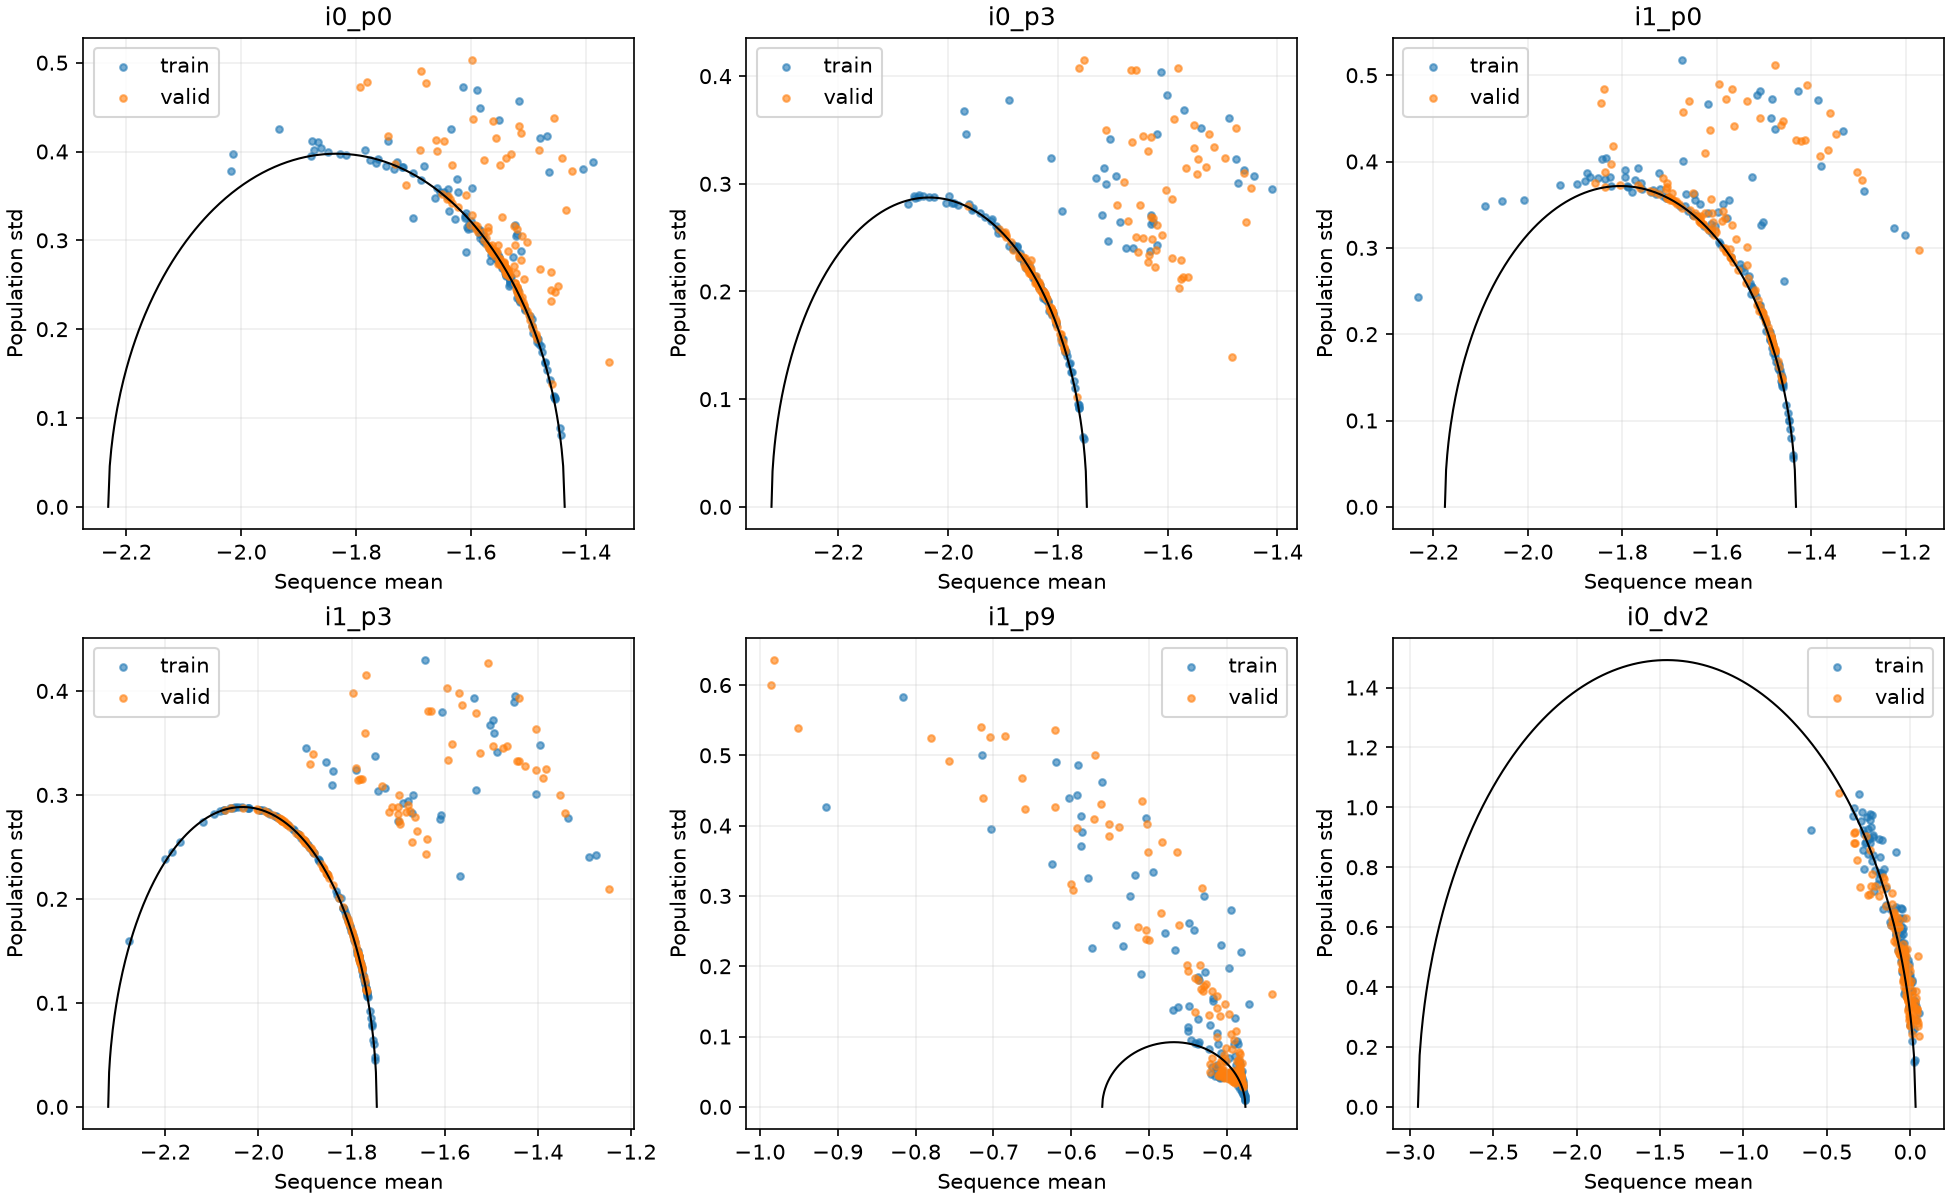 i0_p0
train
valid
0.5
0.4
0.3
0.2
0.1
0.0
Population std
−2.2 −2.0 −1.8 −1.6 −1.4
Sequence mean
i0_p3
train
valid
0.4
0.3
0.2
0.1
0.0
Population std
−2.2 −2.0 −1.8 −1.6 −1.4
Sequence mean
i1_p0
train
valid
0.5
0.4
0.3
0.2
0.1
0.0
Population std
−2.2 −2.0 −1.8 −1.6 −1.4 −1.2
Sequence mean
i1_p3
train
valid
0.4
0.3
0.2
0.1
0.0
Population std
−2.2 −2.0 −1.8 −1.6 −1.4 −1.2
Sequence mean
i1_p9
train
valid
0.6
0.5
0.4
0.3
0.2
0.1
0.0
Population std
−1.0 −0.9 −0.8 −0.7 −0.6 −0.5 −0.4
Sequence mean
i0_dv2
train
valid
1.4
1.2
1.0
0.8
0.6
0.4
0.2
0.0
Population std
−3.0 −2.5 −2.0 −1.5 −1.0 −0.5 0.0
Sequence mean